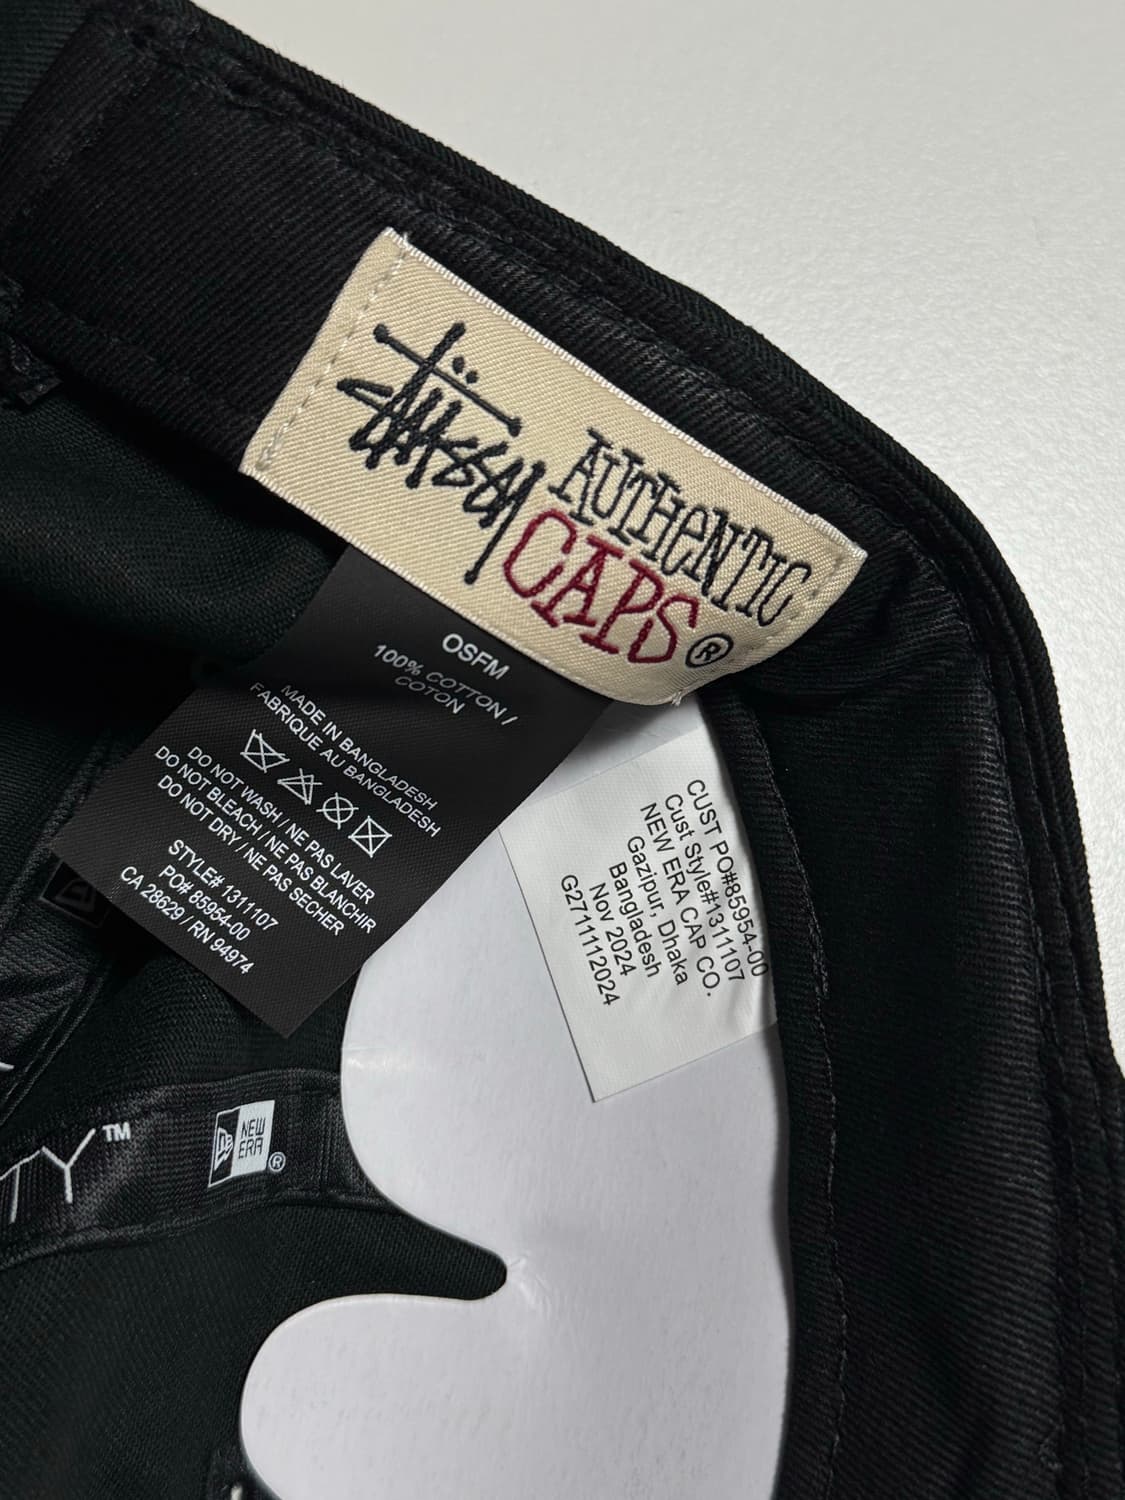 Stüssy
AUTHENTIC
CAPS®
OSFM
100% COTTON /
COTON
MADE IN BANGLADESH
FABRIQUE AU BANGLADESH
DO NOT WASH / NE PAS LAVER
DO NOT BLEACH / NE PAS BLANCHIR
DO NOT DRY / NE PAS SECHER
STYLE# 1311107
PO# 85954-00
CA 28629 / RN 94974
CUST PO#85954-00
Cust Style#1311107
NEW ERA CAP CO.
Gazipur, Dhaka
Bangladesh
Nov 2024
G2711112024
TY™
NEW
ERA®